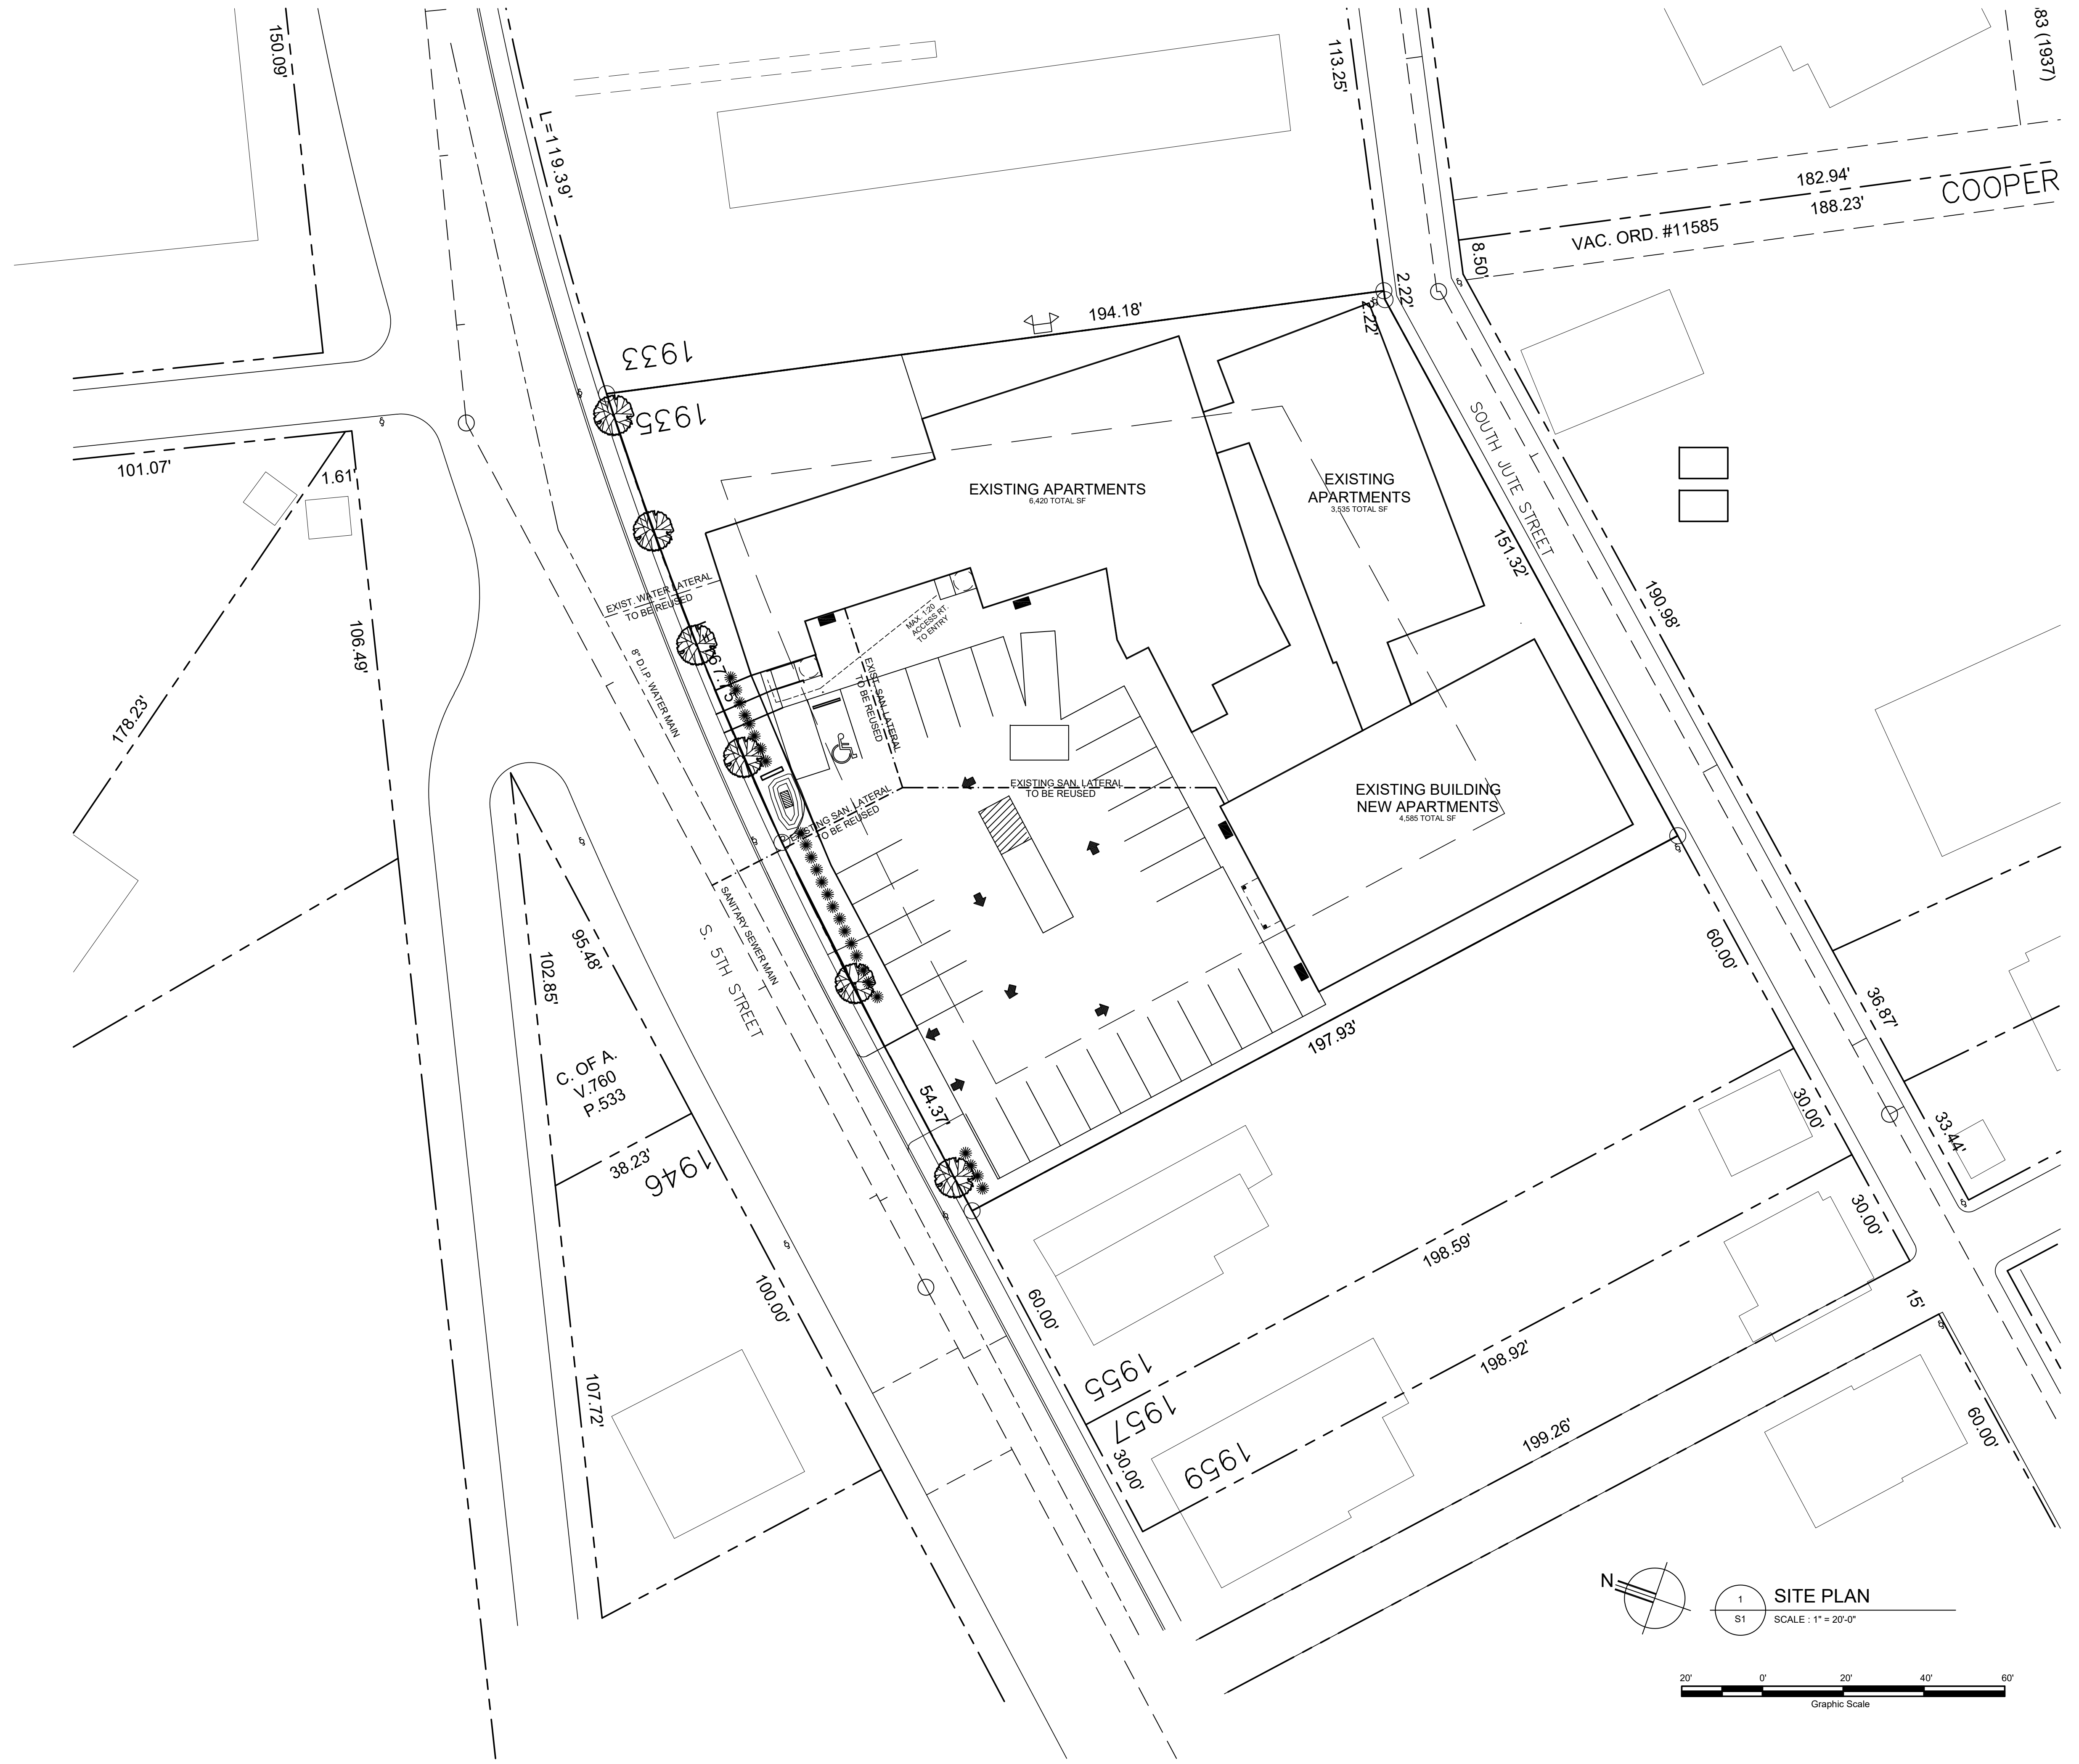 150.09'
L=119.39'
113.25'
83 (1937)
182.94'
188.23'
COOPER
VAC. ORD. #11585
8.50'
2.22'
2.22'
194.18'
1933
1935
101.07'
1.61'
EXISTING APARTMENTS
6,420 TOTAL SF
EXISTING
APARTMENTS
3,535 TOTAL SF
SOUTH JUTE STREET
151.32'
190.98'
EXIST. WATER LATERAL
TO BE REUSED
MAX. 1:20
ACCESS RT.
TO ENTRY
106.49'
8" D.I.P. WATER MAIN
EXIST. SAN. LATERAL
TO BE REUSED
178.23'
EXISTING SAN. LATERAL
TO BE REUSED
EXISTING SAN. LATERAL
TO BE REUSED
EXISTING BUILDING
NEW APARTMENTS
4,585 TOTAL SF
SANITARY SEWER MAIN
S. 5TH STREET
95.48'
102.85'
60.00'
36.87'
197.93'
C. OF A.
V.760
P.533
54.37'
30.00'
33.44'
38.23'
1946
30.00'
198.59'
100.00'
60.00'
15'
198.92'
1955
1957
107.72'
199.26'
60.00'
30.00'
1959
N
1
S1
SITE PLAN
SCALE : 1" = 20'-0"
20'
0'
20'
40'
60'
Graphic Scale